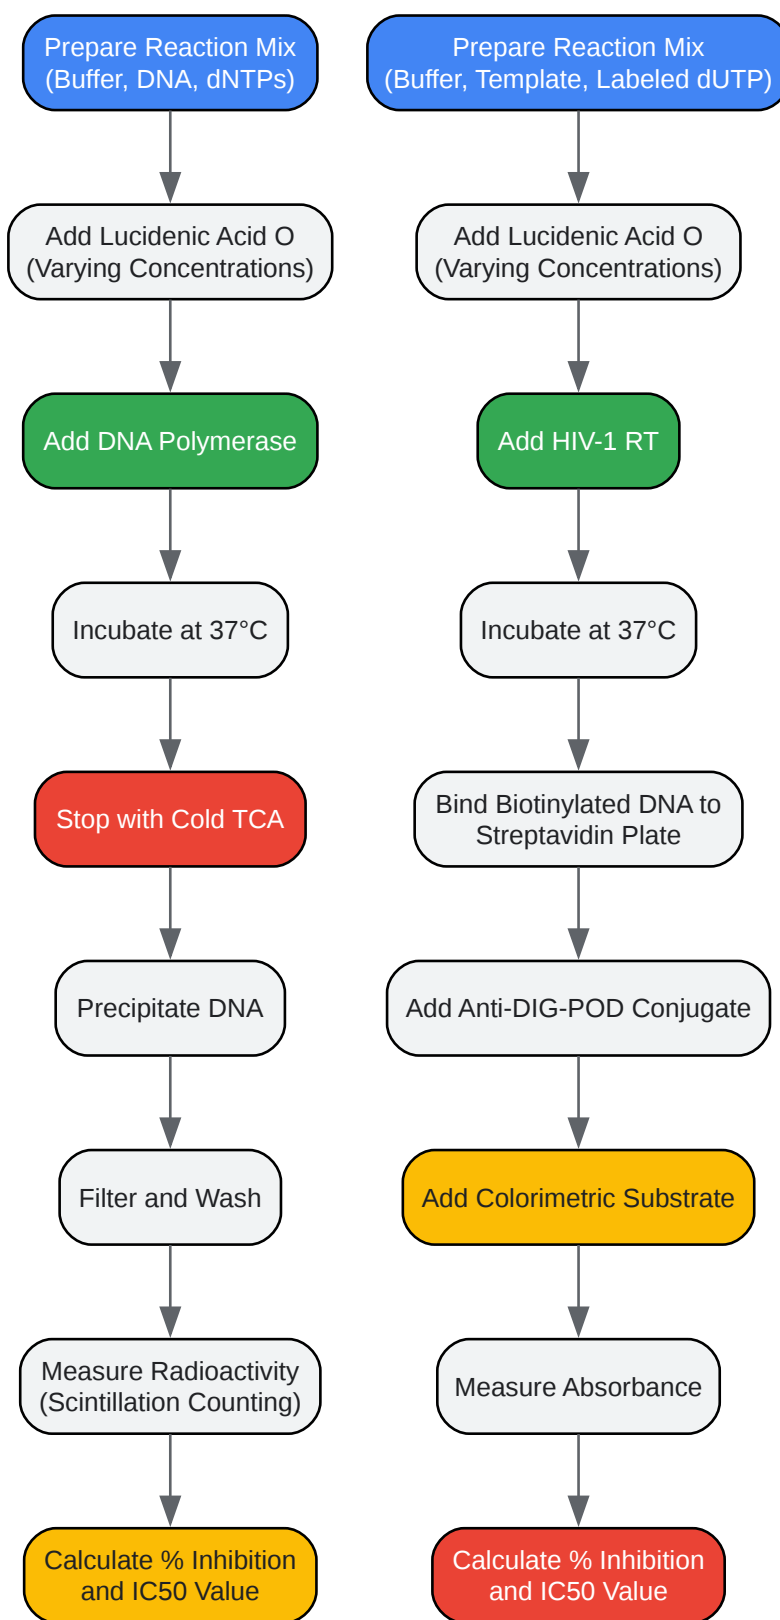 Prepare Reaction Mix
(Buffer, DNA, dNTPs)
Add Lucidenic Acid O
(Varying Concentrations)
Add DNA Polymerase
Incubate at 37°C
Stop with Cold TCA
Precipitate DNA
Filter and Wash
Measure Radioactivity
(Scintillation Counting)
Calculate % Inhibition
and IC50 Value
Prepare Reaction Mix
(Buffer, Template, Labeled dUTP)
Add Lucidenic Acid O
(Varying Concentrations)
Add HIV-1 RT
Incubate at 37°C
Bind Biotinylated DNA to
Streptavidin Plate
Add Anti-DIG-POD Conjugate
Add Colorimetric Substrate
Measure Absorbance
Calculate % Inhibition
and IC50 Value